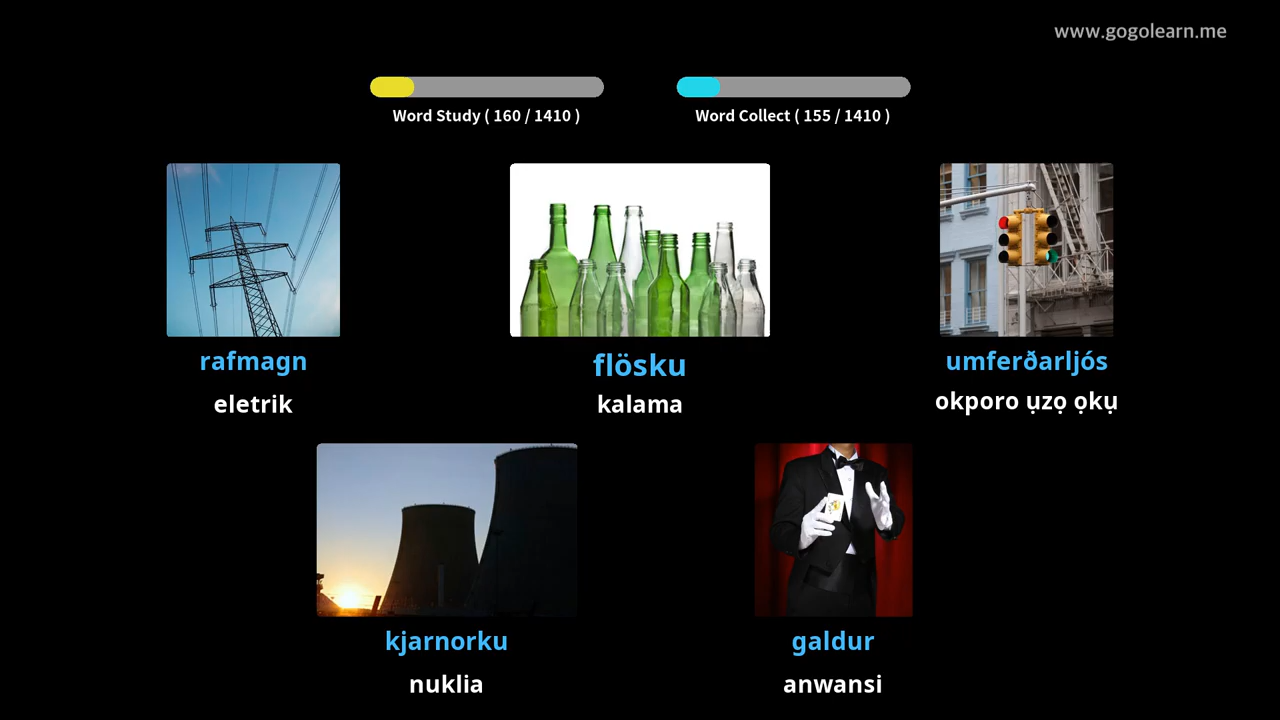 www.gogolearn.me
Word Study ( 160 / 1410 )
Word Collect ( 155 / 1410 )
rafmagn
eletrik
flösku
kalama
umferðarljós
okporo ụzọ ọkụ
kjarnorku
nuklia
galdur
anwansi